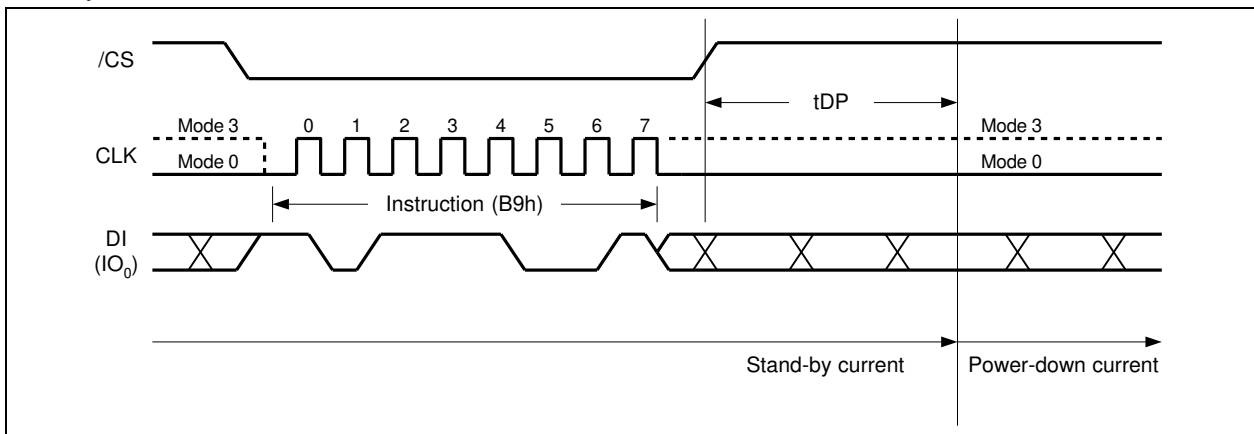 /CS
tDP
Mode 3 0 1 2 3 4 5 6 7 Mode 3
CLK
Mode 0 Mode 0
Instruction (B9h)
DI
(IO₀)
Stand-by current Power-down current